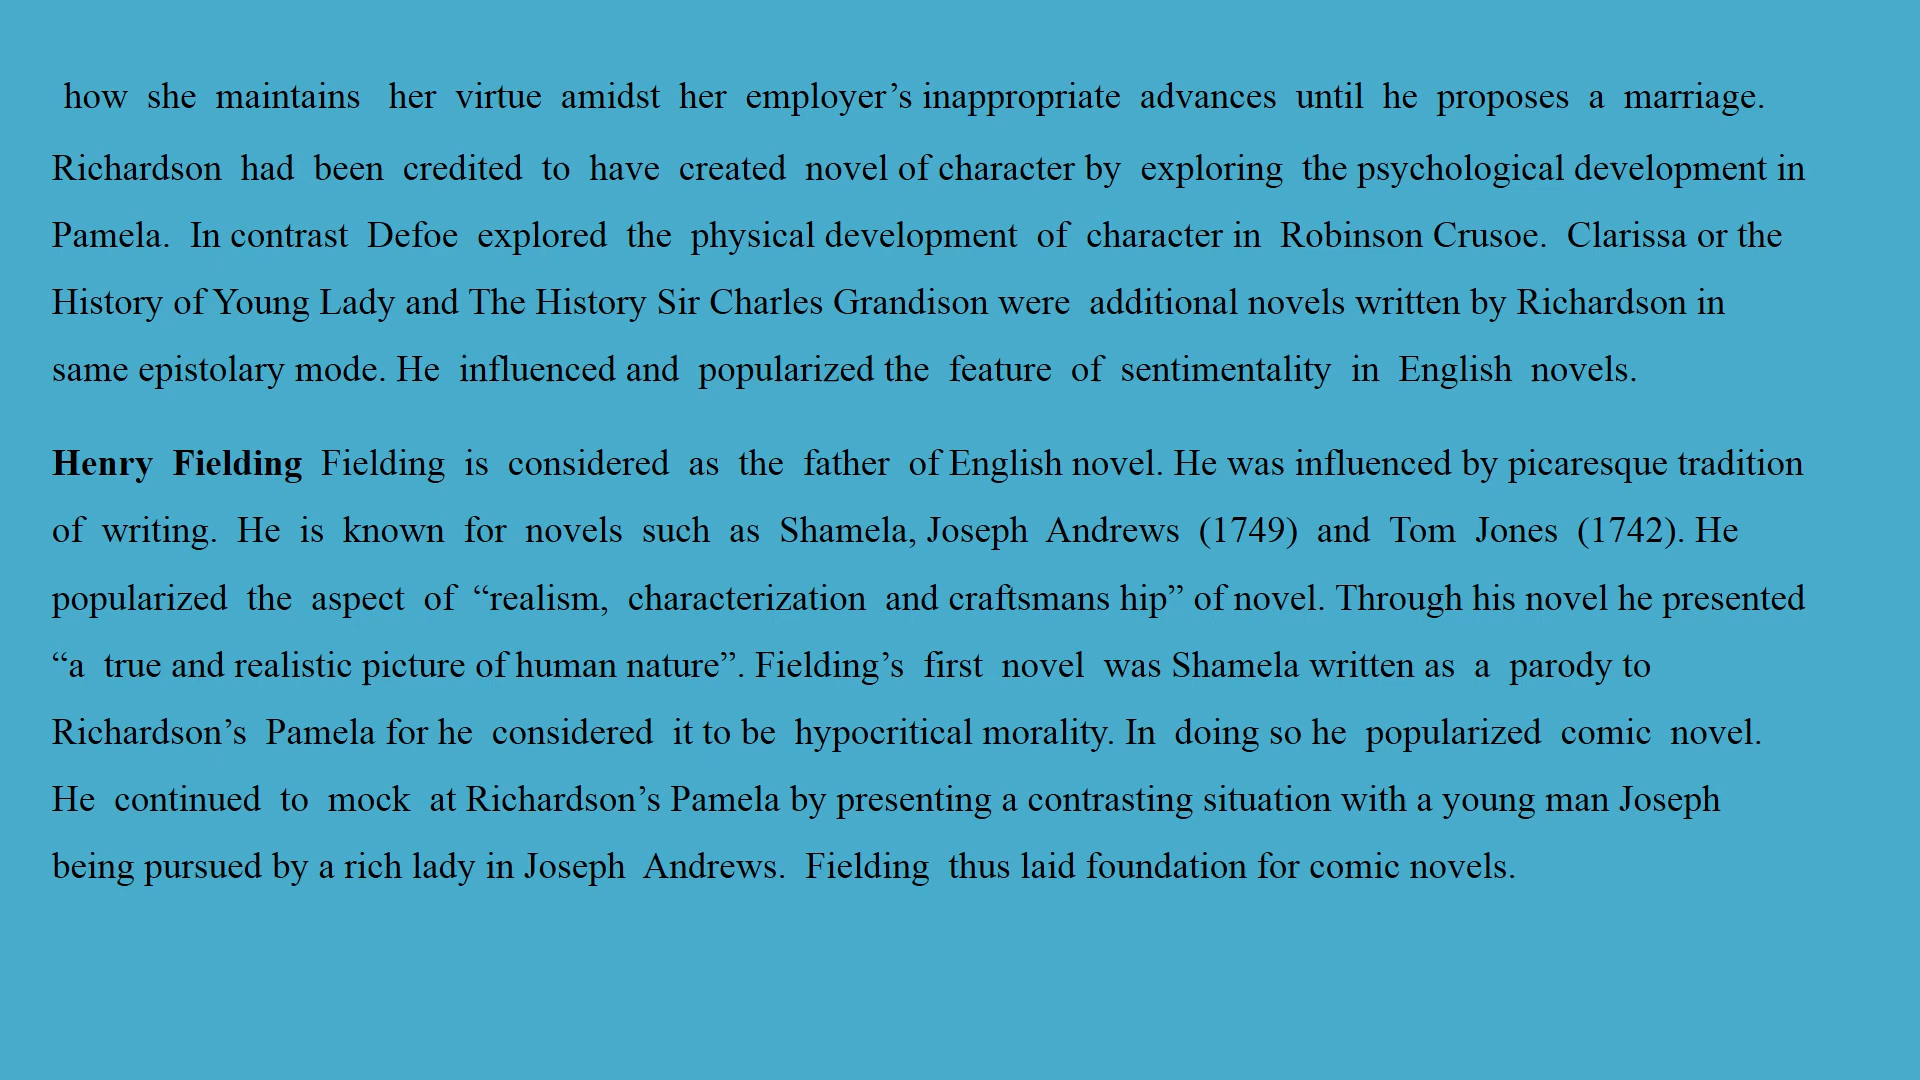 how she maintains her virtue amidst her employer’s inappropriate advances until he proposes a marriage.
Richardson had been credited to have created novel of character by exploring the psychological development in
Pamela. In contrast Defoe explored the physical development of character in Robinson Crusoe. Clarissa or the
History of Young Lady and The History Sir Charles Grandison were additional novels written by Richardson in
same epistolary mode. He influenced and popularized the feature of sentimentality in English novels.
Henry Fielding Fielding is considered as the father of English novel. He was influenced by picaresque tradition
of writing. He is known for novels such as Shamela, Joseph Andrews (1749) and Tom Jones (1742). He
popularized the aspect of “realism, characterization and craftsmans hip” of novel. Through his novel he presented
“a true and realistic picture of human nature”. Fielding’s first novel was Shamela written as a parody to
Richardson’s Pamela for he considered it to be hypocritical morality. In doing so he popularized comic novel.
He continued to mock at Richardson’s Pamela by presenting a contrasting situation with a young man Joseph
being pursued by a rich lady in Joseph Andrews. Fielding thus laid foundation for comic novels.